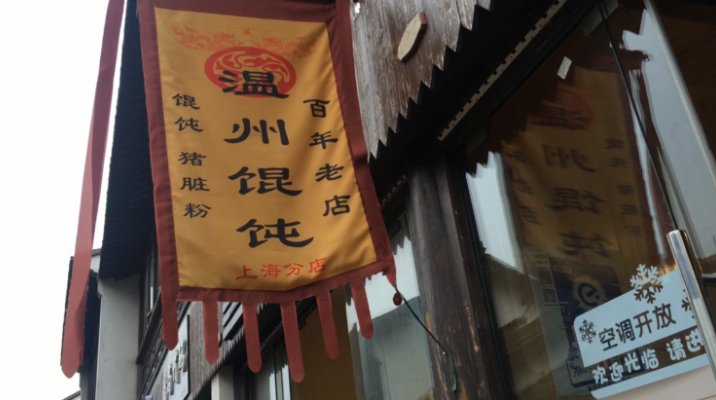 百年老店
温州馄饨
馄饨 猪脏粉
上海分店
空调开放
欢迎光临 请进